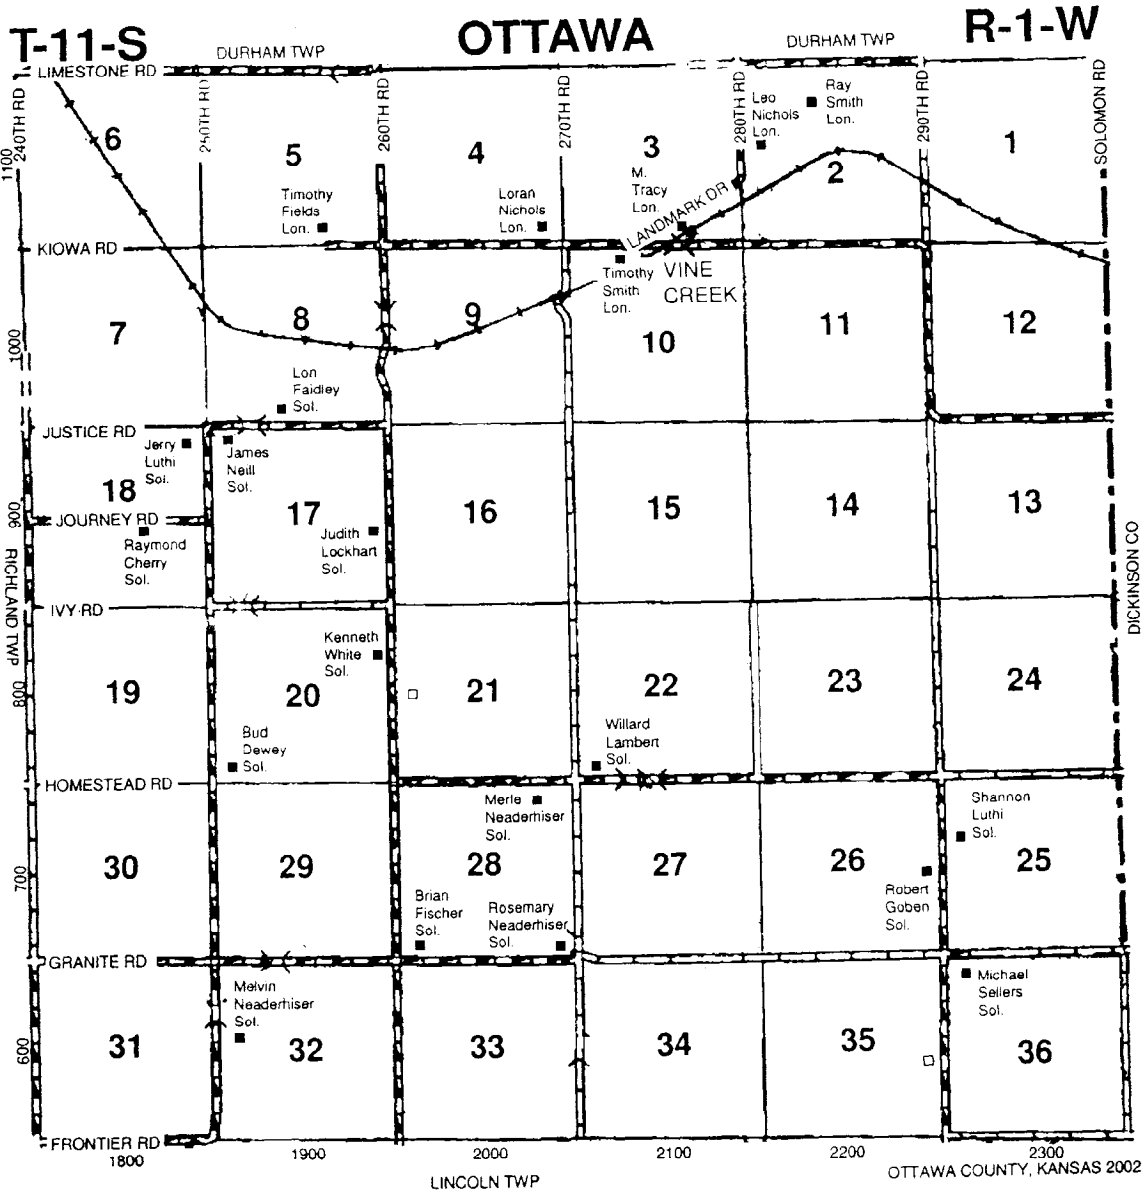 T-11-S
OTTAWA
R-1-W
DURHAM TWP
DURHAM TWP
LIMESTONE RD
240TH RD
250TH RD
260TH RD
270TH RD
280TH RD
290TH RD
SOLOMON RD
1100
6
5
4
3
2
1
Leo
Nichols
Lon.
Ray
Smith
Lon.
Timothy
Fields
Lon.
Loran
Nichols
Lon.
M.
Tracy
Lon.
LANDMARK DR
KIOWA RD
Timothy
Smith
Lon.
VINE
CREEK
7
8
9
10
11
12
1000
Lon
Faidley
Sol.
JUSTICE RD
Jerry
Luthi
Sol.
James
Neill
Sol.
18
17
16
15
14
13
900
JOURNEY RD
Raymond
Cherry
Sol.
Judith
Lockhart
Sol.
RICHLAND TWP
DICKINSON CO
IVY RD
Kenneth
White
Sol.
19
20
21
22
23
24
800
Bud
Dewey
Sol.
Willard
Lambert
Sol.
HOMESTEAD RD
Merle
Neaderhiser
Sol.
Shannon
Luthi
Sol.
30
29
28
27
26
25
700
Brian
Fischer
Sol.
Rosemary
Neaderhiser
Sol.
Robert
Goben
Sol.
GRANITE RD
Melvin
Neaderhiser
Sol.
Michael
Sellers
Sol.
31
32
33
34
35
36
600
FRONTIER RD
1800
1900
2000
2100
2200
2300
LINCOLN TWP
OTTAWA COUNTY, KANSAS 2002